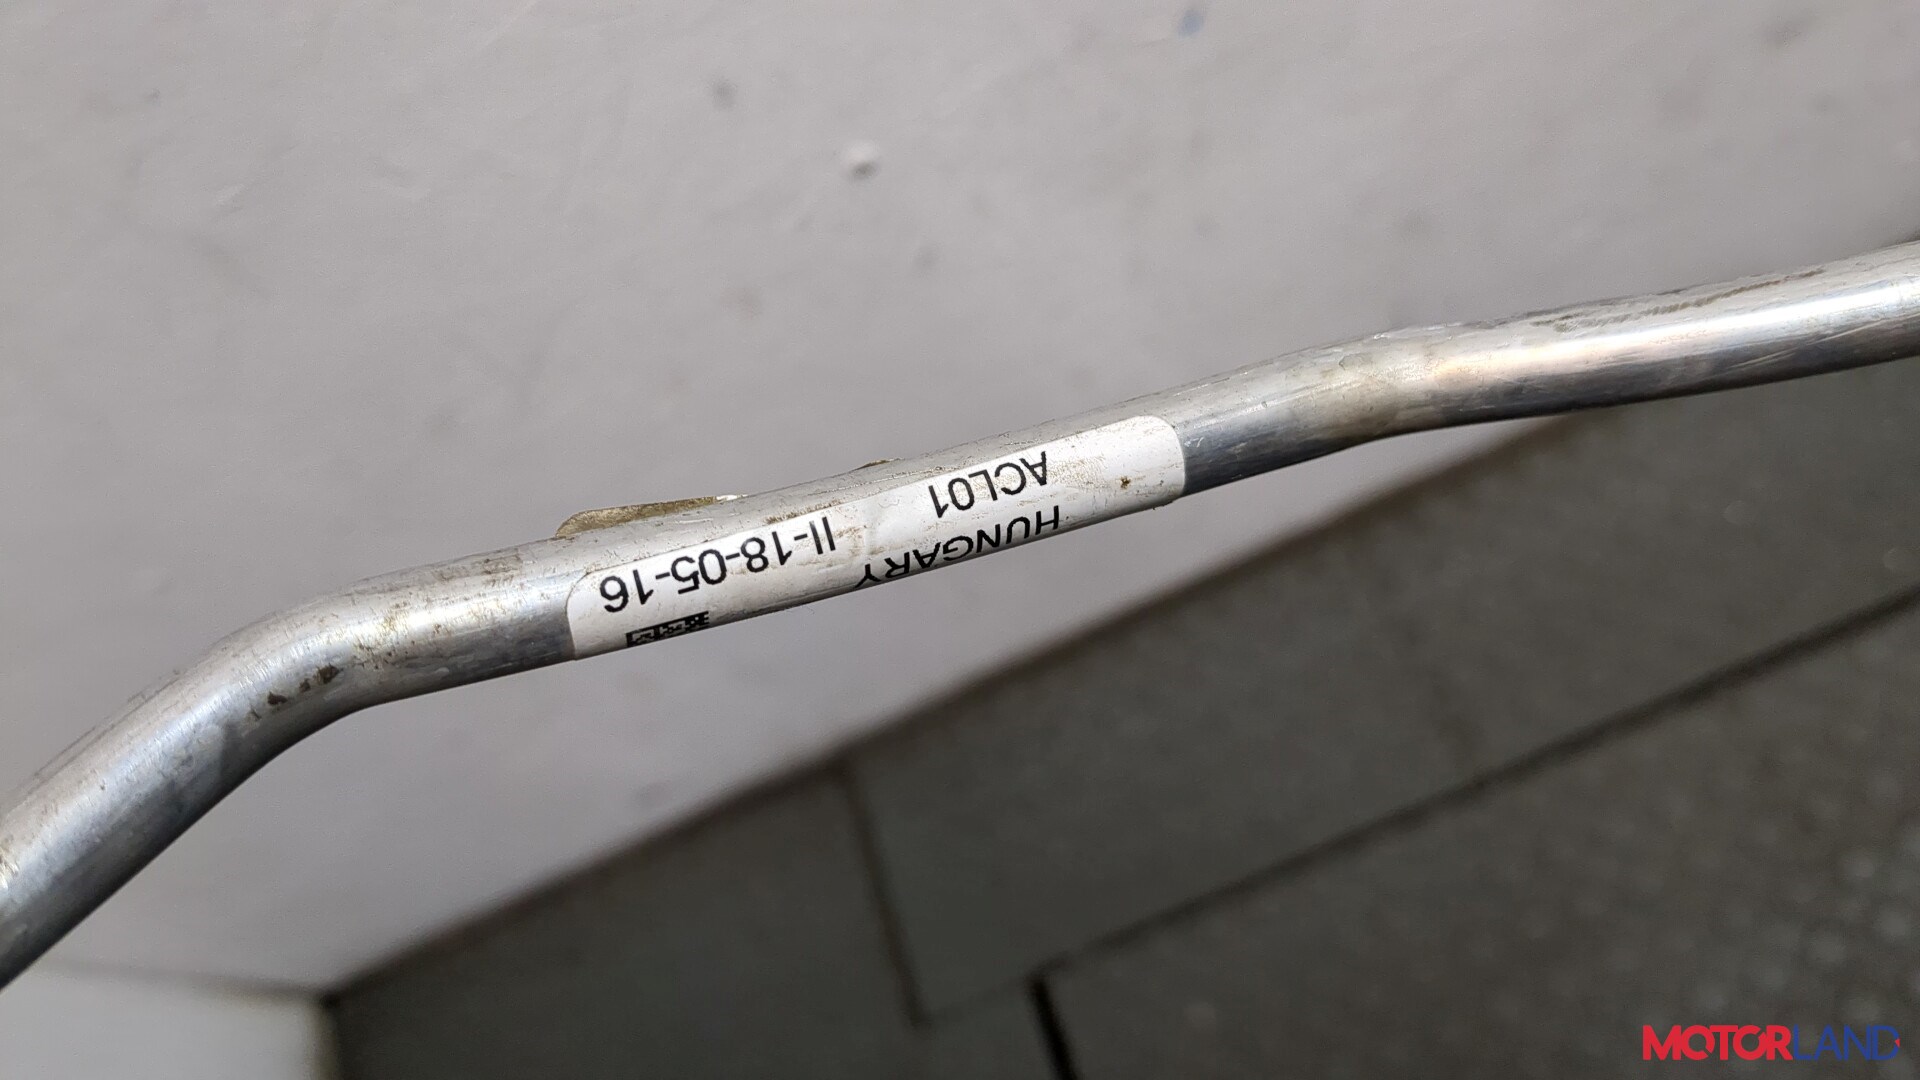 HUNGARY
ACL01 II-18-05-16
MOTORLAND